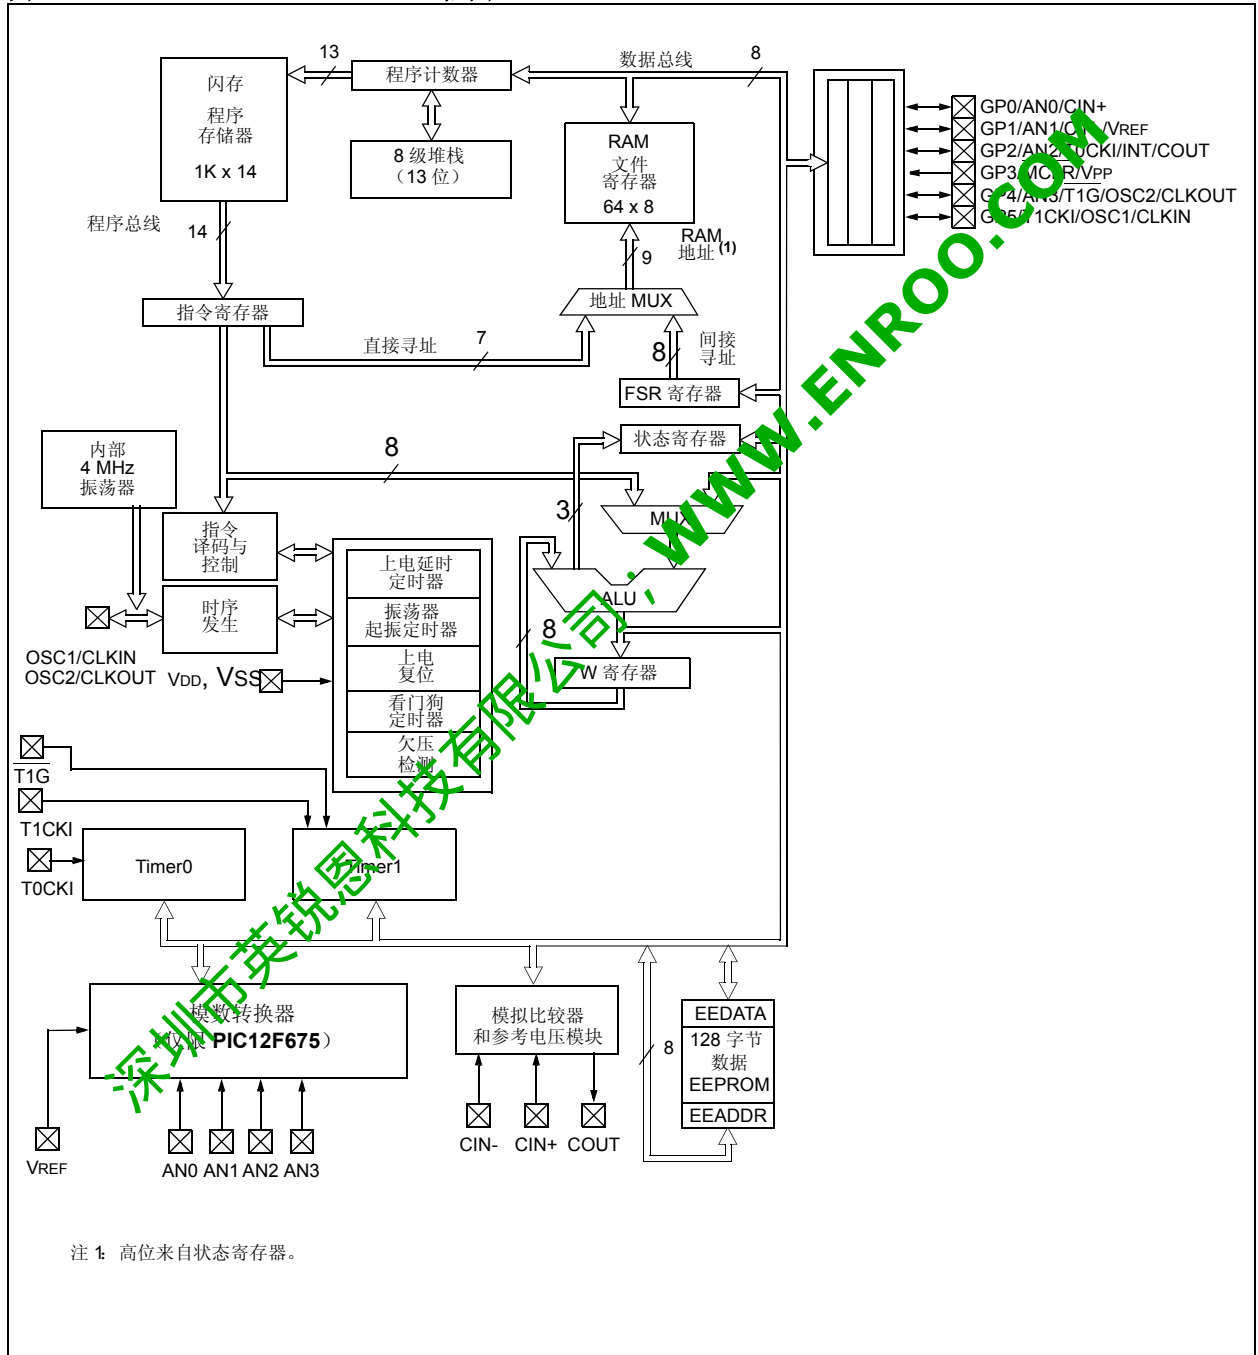 13
程序计数器
数据总线
8
闪存
程序
存储器
1K x 14
8 级堆栈
（13 位）
RAM
文件
寄存器
64 x 8
GP0/AN0/CIN+
GP1/AN1/CIN-/VREF
GP2/AN2/T0CKI/INT/COUT
GP3/MCLR/VPP
GP4/AN3/T1G/OSC2/CLKOUT
GP5/T1CKI/OSC1/CLKIN
程序总线
14
RAM
地址(1)
9
指令寄存器
地址 MUX
直接寻址
7
8
间接
寻址
FSR 寄存器
状态寄存器
内部
4 MHz
振荡器
8
3
MUX
指令
译码与
控制
上电延时
定时器
ALU
时序
发生
振荡器
起振定时器
8
OSC1/CLKIN
OSC2/CLKOUT
VDD, VSS
上电
复位
W 寄存器
看门狗
定时器
欠压
检测
T1G
T1CKI
T0CKI
Timer0
Timer1
模数转换器
（仅限 PIC12F675）
模拟比较器
和参考电压模块
8
EEDATA
128 字节
数据
EEPROM
EEADDR
VREF
AN0 AN1 AN2 AN3
CIN- CIN+ COUT
注 1: 高位来自状态寄存器。
深圳市英锐恩科技有限公司；WWW.ENROO.COM